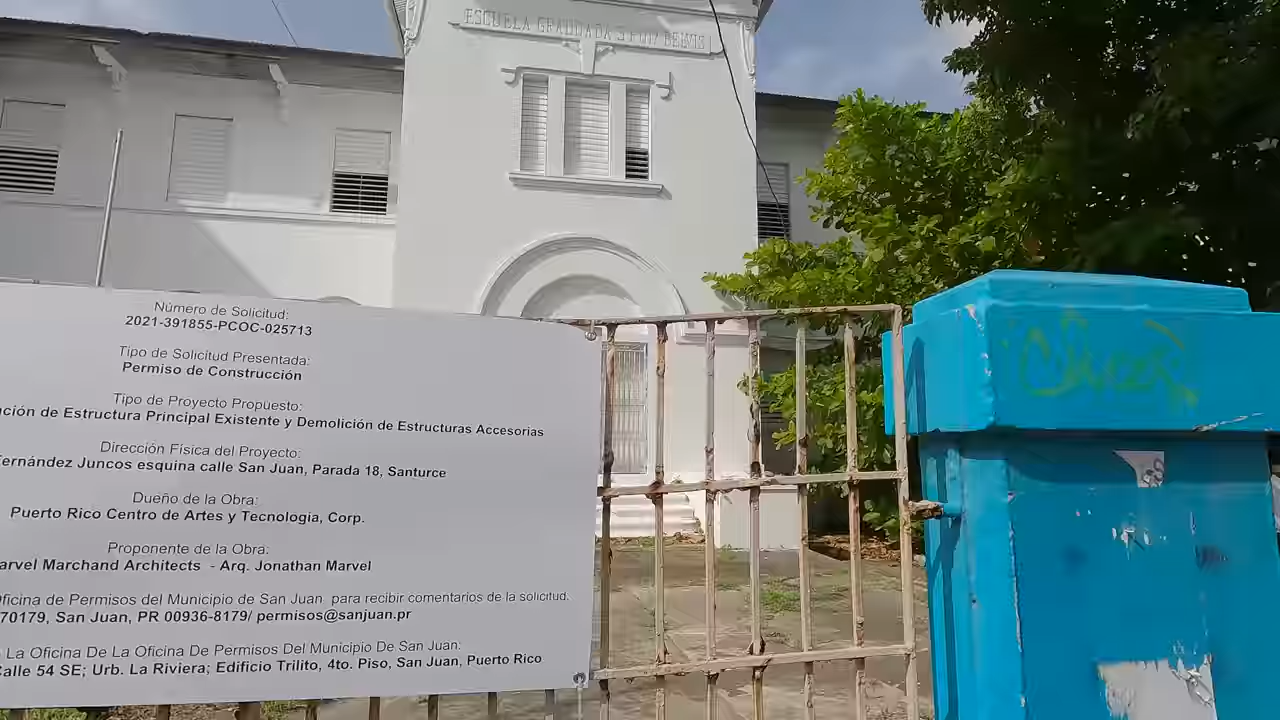 ESCUELA GRADUADA
Número de Solicitud:
2021-391855-PCOC-025713
Tipo de Solicitud Presentada:
Permiso de Construcción
Tipo de Proyecto Propuesto:
de Estructura Principal Existente y Demolición de Estructuras Accesorias
Dirección Física del Proyecto:
Fernández Juncos esquina calle San Juan, Parada 18, Santurce
Dueño de la Obra:
Puerto Rico Centro de Artes y Tecnologia, Corp.
Proponente de la Obra:
arvel Marchand Architects - Arq. Jonathan Marvel
Oficina de Permisos del Municipio de San Juan para recibir comentarios de la solicitud.
70179, San Juan, PR 00936-8179/ permisos@sanjuan.pr
La Oficina De La Oficina De Permisos Del Municipio De San Juan:
Calle 54 SE; Urb. La Riviera; Edificio Trilito, 4to. Piso, San Juan, Puerto Rico